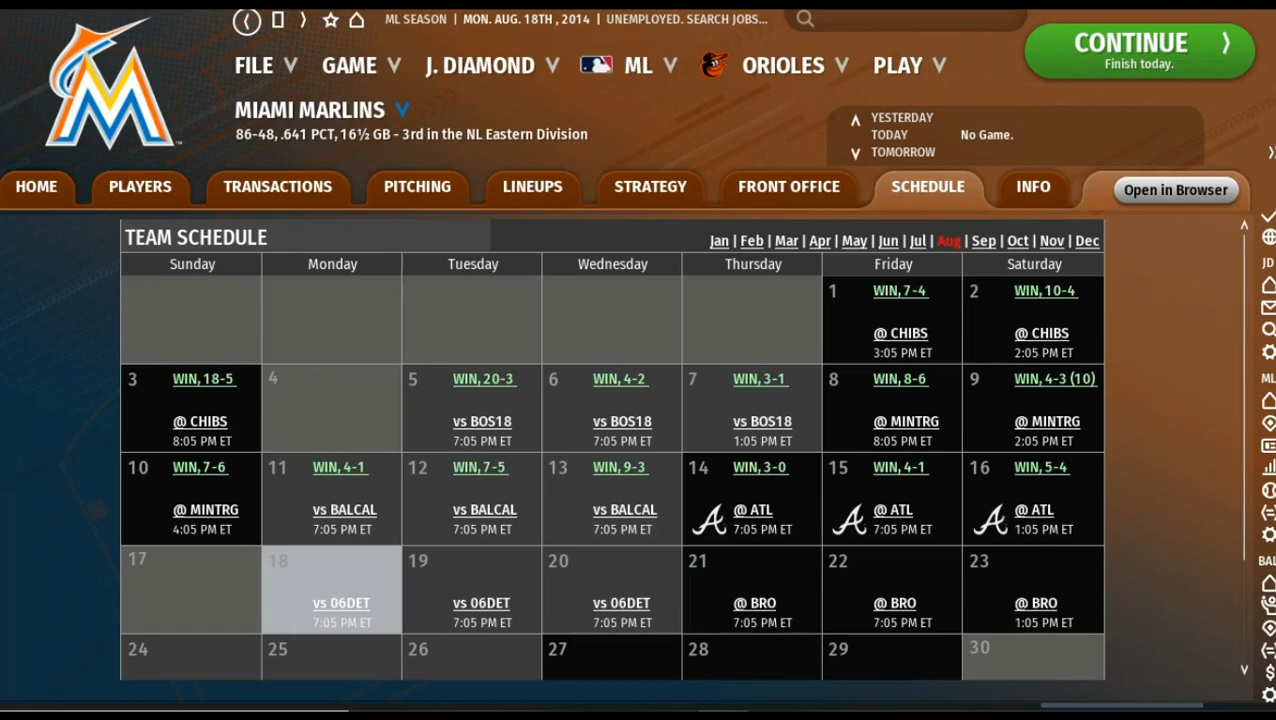 ML SEASON | MON. AUG. 18TH , 2014 | UNEMPLOYED. SEARCH JOBS...
FILE GAME J. DIAMOND ML ORIOLES PLAY
CONTINUE
Finish today.
MIAMI MARLINS
86-48, .641 PCT, 16½ GB - 3rd in the NL Eastern Division
YESTERDAY
TODAY No Game.
TOMORROW
HOME PLAYERS TRANSACTIONS PITCHING LINEUPS STRATEGY FRONT OFFICE SCHEDULE INFO Open in Browser
TEAM SCHEDULE
Jan | Feb | Mar | Apr | May | Jun | Jul | Aug | Sep | Oct | Nov | Dec
Sunday Monday Tuesday Wednesday Thursday Friday Saturday
1 WIN, 7-4 2 WIN, 10-4
@ CHIBS @ CHIBS
3:05 PM ET 2:05 PM ET
3 WIN, 18-5 4 5 WIN, 20-3 6 WIN, 4-2 7 WIN, 3-1 8 WIN, 8-6 9 WIN, 4-3 (10)
@ CHIBS vs BOS18 vs BOS18 vs BOS18 @ MINTRG @ MINTRG
8:05 PM ET 7:05 PM ET 7:05 PM ET 1:05 PM ET 8:05 PM ET 2:05 PM ET
10 WIN, 7-6 11 WIN, 4-1 12 WIN, 7-5 13 WIN, 9-3 14 WIN, 3-0 15 WIN, 4-1 16 WIN, 5-4
@ MINTRG vs BALCAL vs BALCAL vs BALCAL @ ATL @ ATL @ ATL
4:05 PM ET 7:05 PM ET 7:05 PM ET 7:05 PM ET 7:05 PM ET 7:05 PM ET 1:05 PM ET
17 18 19 20 21 22 23
vs 06DET vs 06DET vs 06DET @ BRO @ BRO @ BRO
7:05 PM ET 7:05 PM ET 7:05 PM ET 7:05 PM ET 7:05 PM ET 1:05 PM ET
24 25 26 27 28 29 30
JD
ML
BAL